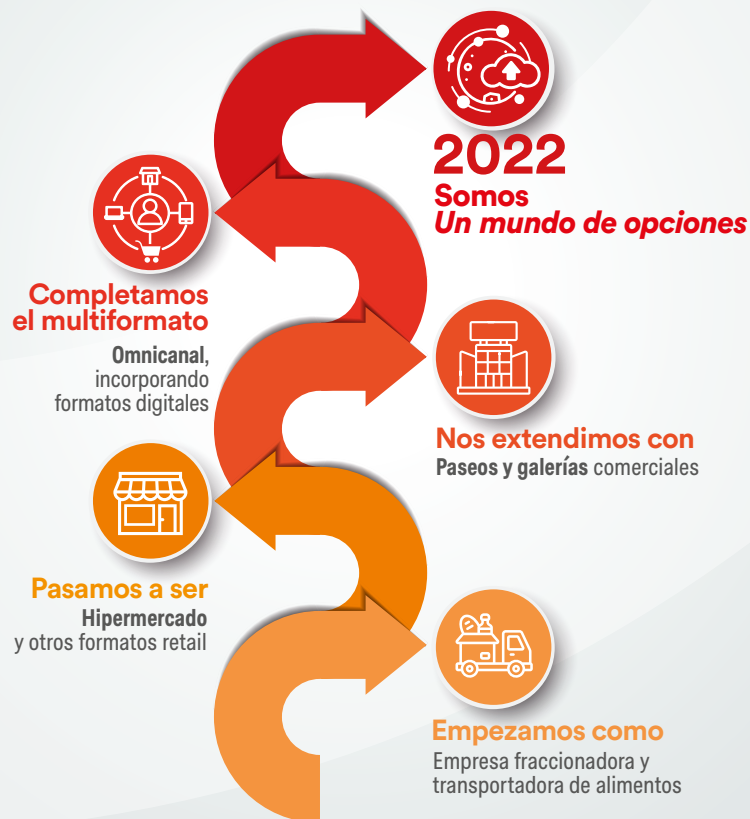 2022
Somos
Un mundo de opciones
Completamos
el multiformato
Omnicanal,
incorporando
formatos digitales
Nos extendimos con
Paseos y galerías comerciales
Pasamos a ser
Hipermercado
y otros formatos retail
Empezamos como
Empresa fraccionadora y
transportadora de alimentos